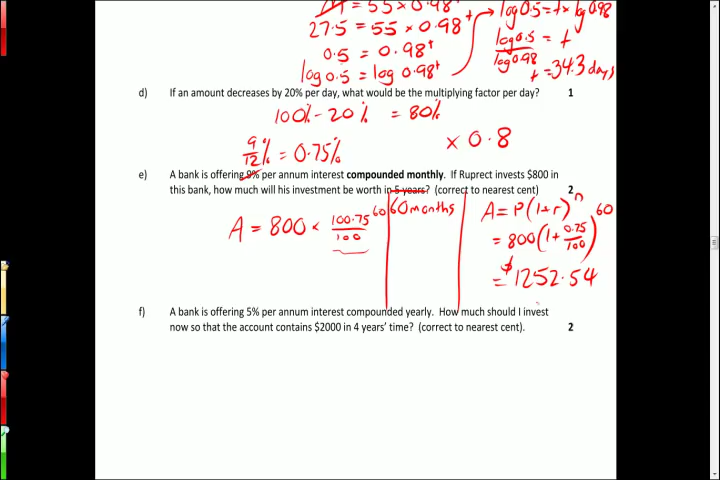 = 55 × 0.98
27.5 = 55 × 0.98^t
0.5 = 0.98^t
log 0.5 = log 0.98^t
log 0.5 = t × log 0.98
log 0.5 / log 0.98 = t
t = 34.3 days
d) If an amount decreases by 20% per day, what would be the multiplying factor per day? 1
100% - 20% = 80%
× 0.8
9/12 % = 0.75%
e) A bank is offering 9% per annum interest compounded monthly. If Ruprect invests $800 in
this bank, how much will his investment be worth in 5 years? (correct to nearest cent) 2
60 months
A = 800 × 100.75/100 ^60
A = P(1+r)^n
= 800(1 + 0.75/100)^60
= $1252.54
f) A bank is offering 5% per annum interest compounded yearly. How much should I invest
now so that the account contains $2000 in 4 years' time? (correct to nearest cent). 2